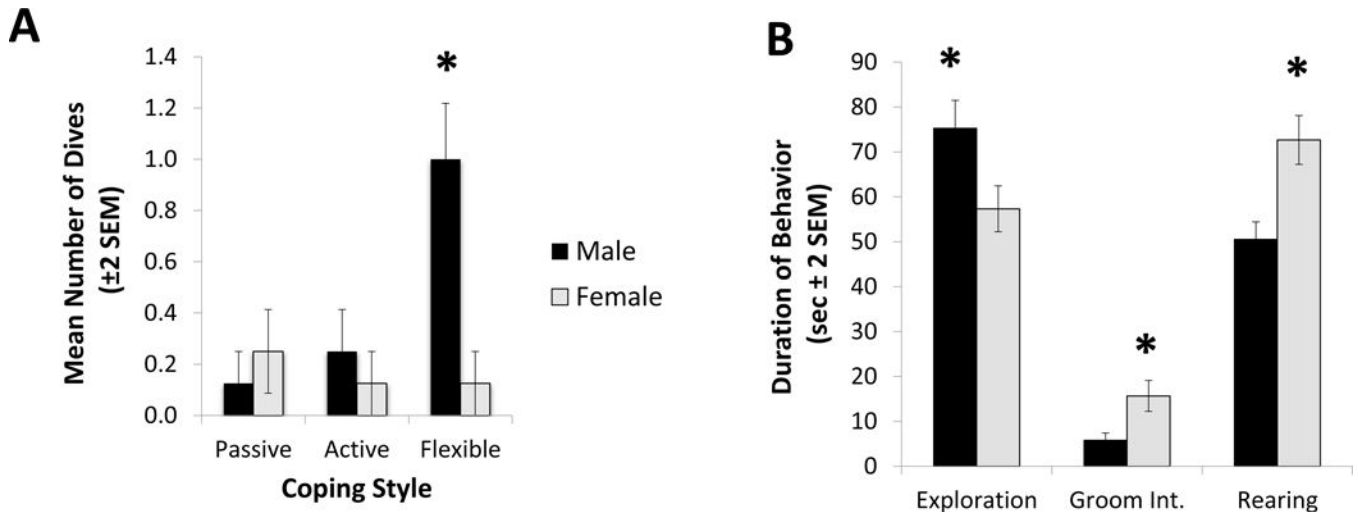 A
Mean Number of Dives
(±2 SEM)
1.4
1.2
1.0
0.8
0.6
0.4
0.2
0.0
*
Passive Active Flexible
Coping Style
Male
Female
B
Duration of Behavior
(sec ± 2 SEM)
90
80
70
60
50
40
30
20
10
0
*
*
*
Exploration Groom Int. Rearing